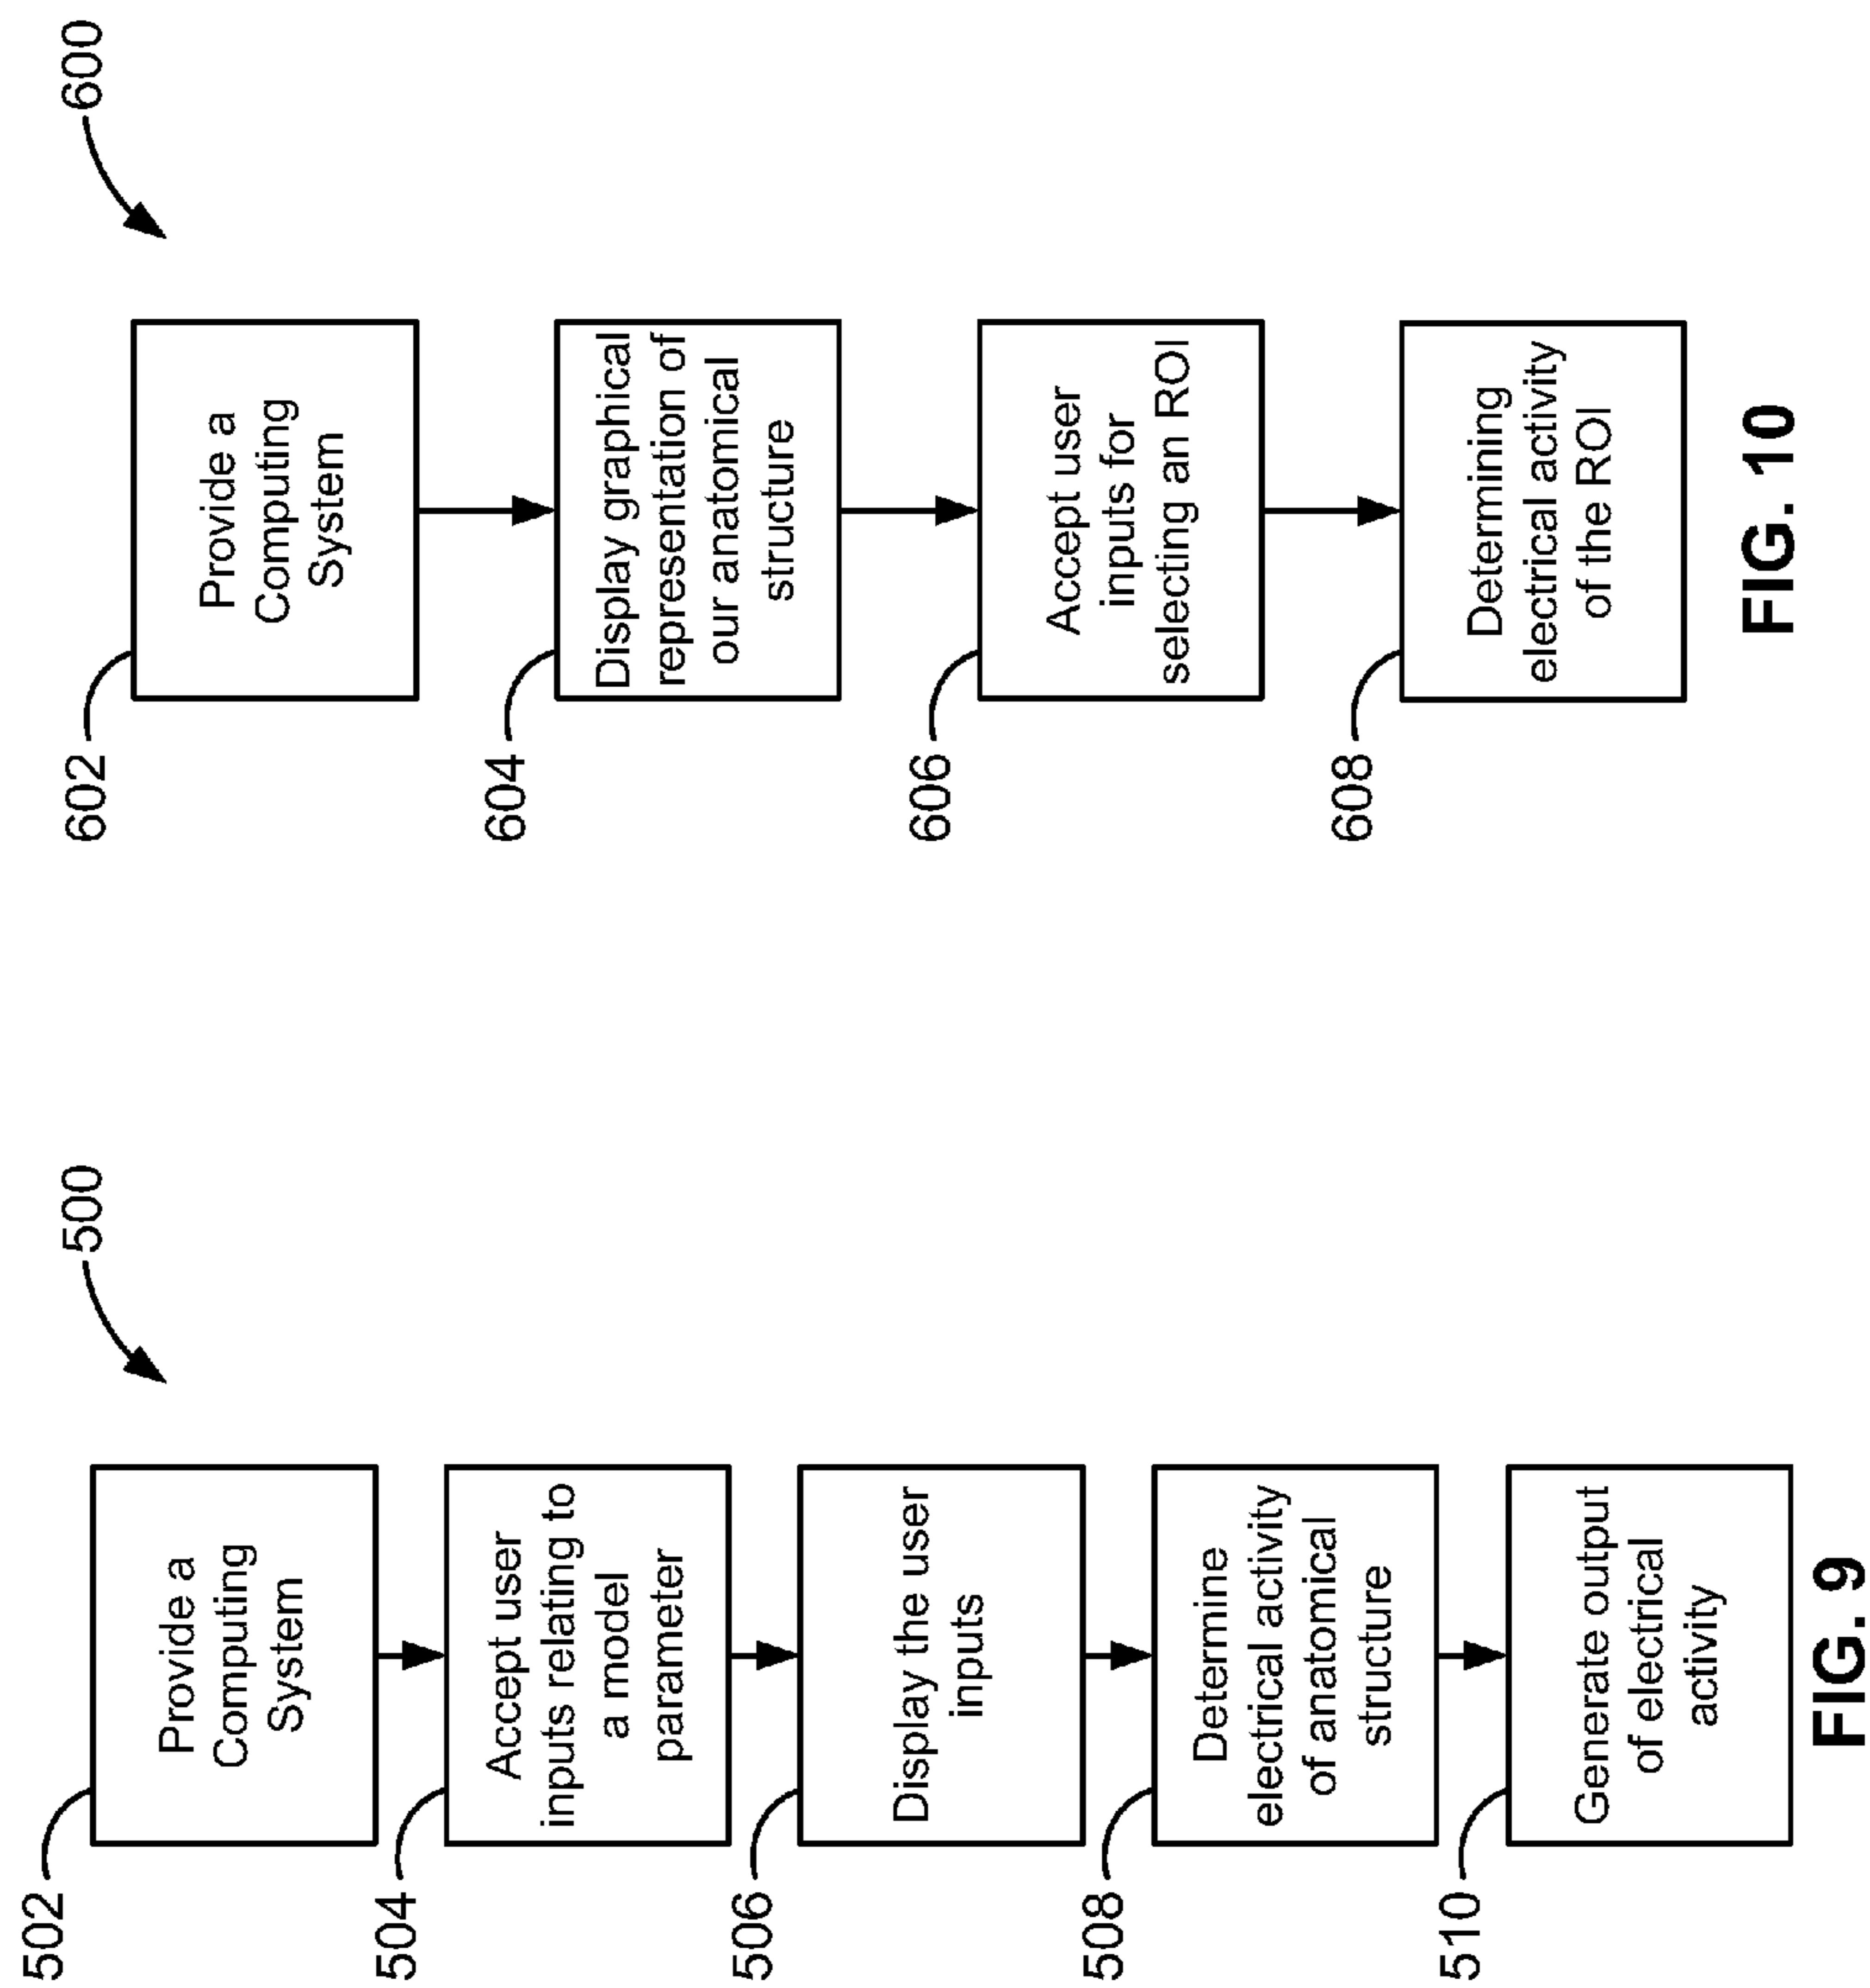 500
502
Provide a
Computing
System
504
Accept user
inputs relating to
a model
parameter
506
Display the user
inputs
508
Determine
electrical activity
of anatomical
structure
510
Generate output
of electrical
activity
FIG. 9
600
602
Provide a
Computing
System
604
Display graphical
representation of
our anatomical
structure
606
Accept user
inputs for
selecting an ROI
608
Determining
electrical activity
of the ROI
FIG. 10